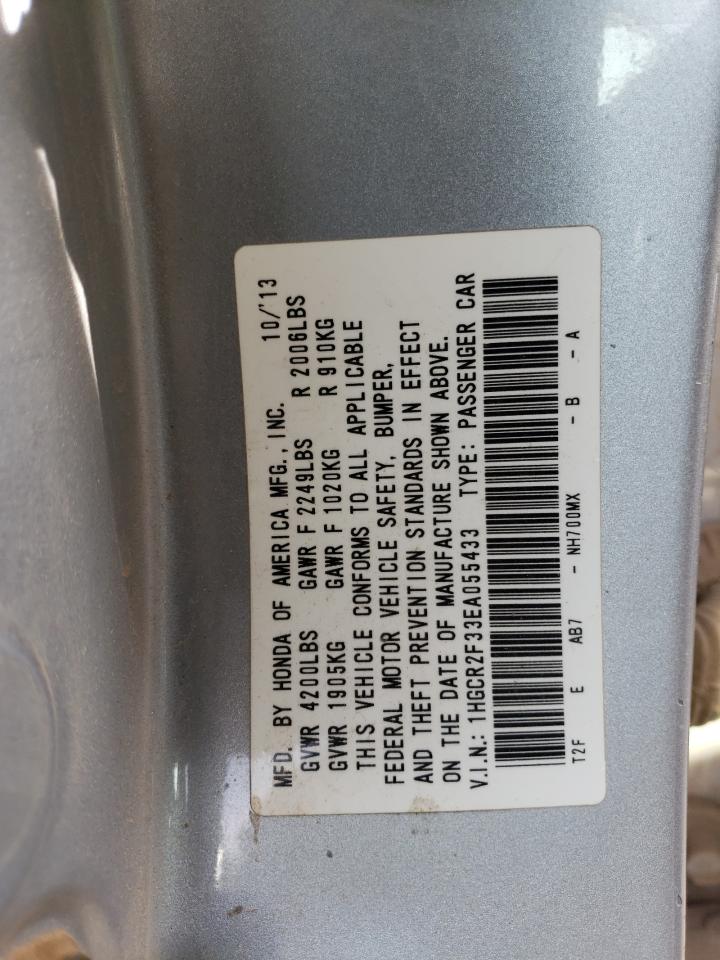 MFD. BY HONDA OF AMERICA MFG., INC. 10/'13
GVWR 4200LBS GAWR F 2249LBS R 2006LBS
GVWR 1905KG GAWR F 1020KG R 910KG
THIS VEHICLE CONFORMS TO ALL APPLICABLE
FEDERAL MOTOR VEHICLE SAFETY, BUMPER,
AND THEFT PREVENTION STANDARDS IN EFFECT
ON THE DATE OF MANUFACTURE SHOWN ABOVE.
V.I.N.: 1HGCR2F33EA055433 TYPE: PASSENGER CAR
T2F E AB7 - NH700MX - B - A